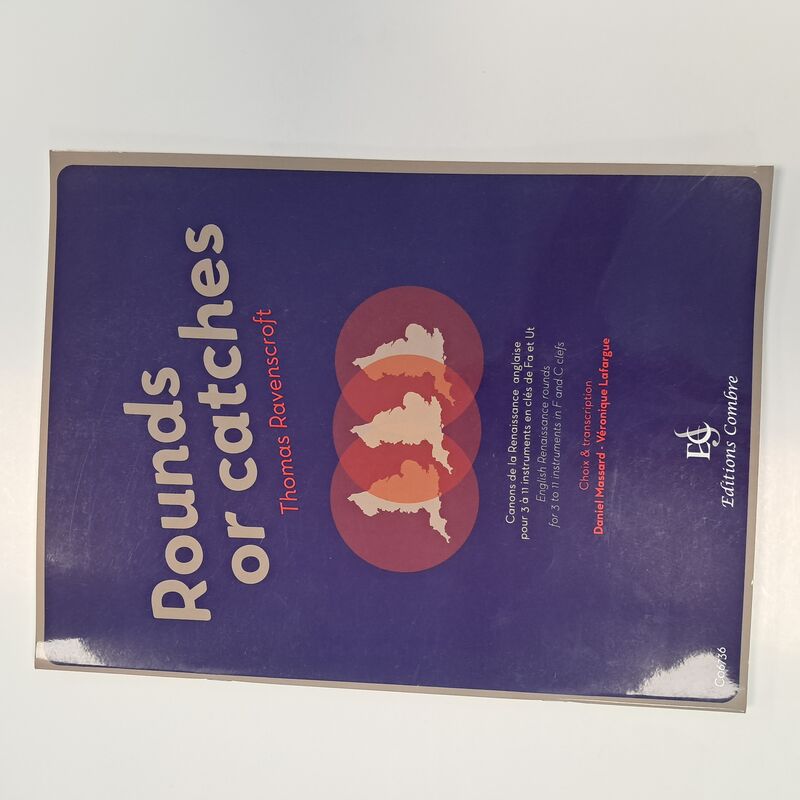 Rounds
or catches
Thomas Ravenscroft
Canons de la Renaissance anglaise
pour 3 à 11 instruments en clés de Fa et Ut
English Renaissance rounds
for 3 to 11 instruments in F and C clefs
Choix & transcription
Daniel Massard · Véronique Lafargue
Editions Combre
C06736